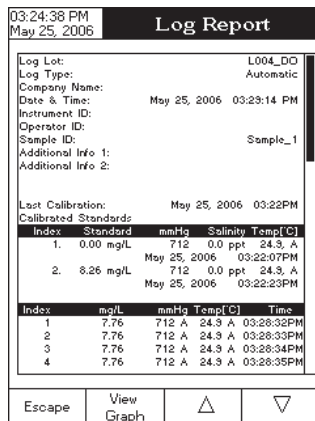 03:24:38 PM
May 25, 2006
Log Report
Log Lot: L004_DO
Log Type: Automatic
Company Name:
Date & Time: May 25, 2006 03:29:14 PM
Instrument ID:
Operator ID:
Sample ID: Sample_1
Additional Info 1:
Additional Info 2:
Last Calibration: May 25, 2006 03:22PM
Calibrated Standards
Index Standard mmHg Salinity Temp[°C]
1. 0.00 mg/L 712 0.0 ppt 24.9, A
May 25, 2006 03:22:07PM
2. 8.26 mg/L 712 0.0 ppt 24.9, A
May 25, 2006 03:22:23PM
Index mg/L mmHg Temp[°C] Time
1 7.76 712 A 24.9 A 03:28:32PM
2 7.76 712 A 24.9 A 03:28:33PM
3 7.76 712 A 24.9 A 03:28:34PM
4 7.76 712 A 24.9 A 03:28:35PM
Escape
View
Graph